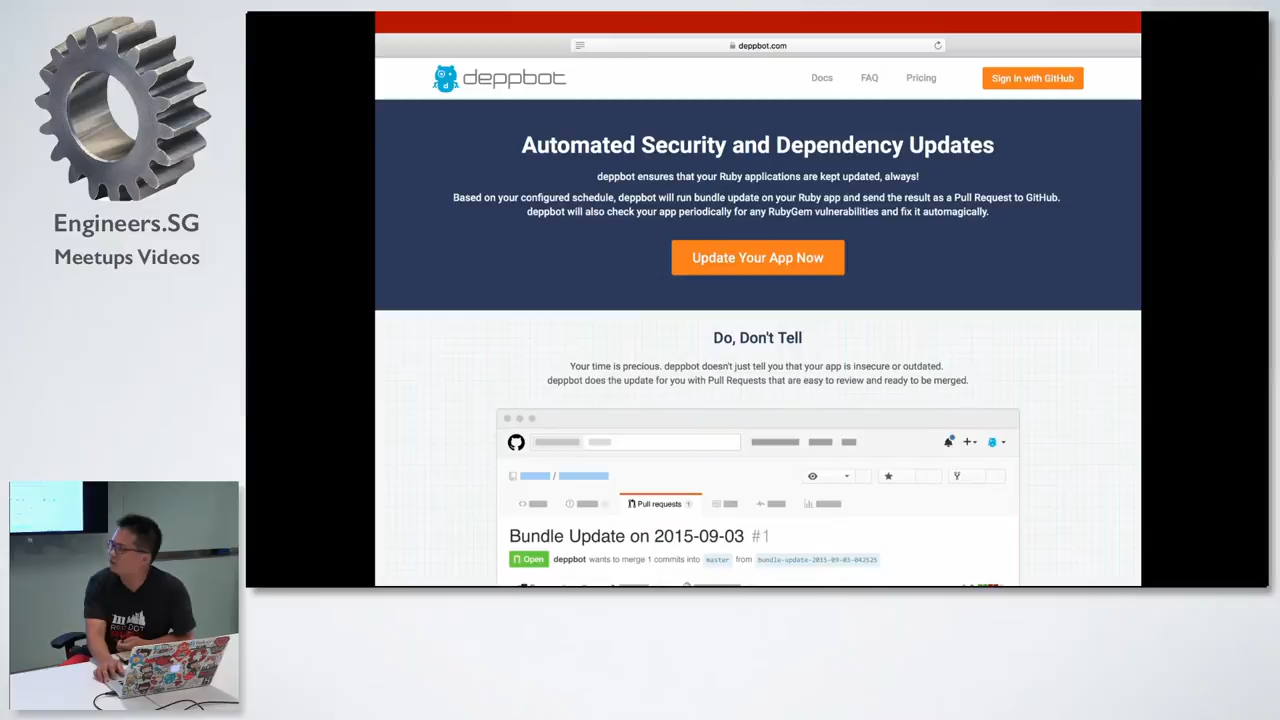 Engineers.SG
Meetups Videos
deppbot.com
deppbot
Docs
FAQ
Pricing
Sign in with GitHub
Automated Security and Dependency Updates
deppbot ensures that your Ruby applications are kept updated, always!
Based on your configured schedule, deppbot will run bundle update on your Ruby app and send the result as a Pull Request to GitHub.
deppbot will also check your app periodically for any RubyGem vulnerabilities and fix it automagically.
Update Your App Now
Do, Don't Tell
Your time is precious. deppbot doesn't just tell you that your app is insecure or outdated.
deppbot does the update for you with Pull Requests that are easy to review and ready to be merged.
Pull requests 1
Bundle Update on 2015-09-03 #1
Open deppbot wants to merge 1 commits into master from bundle-update-2015-09-03-042525
RED DOT